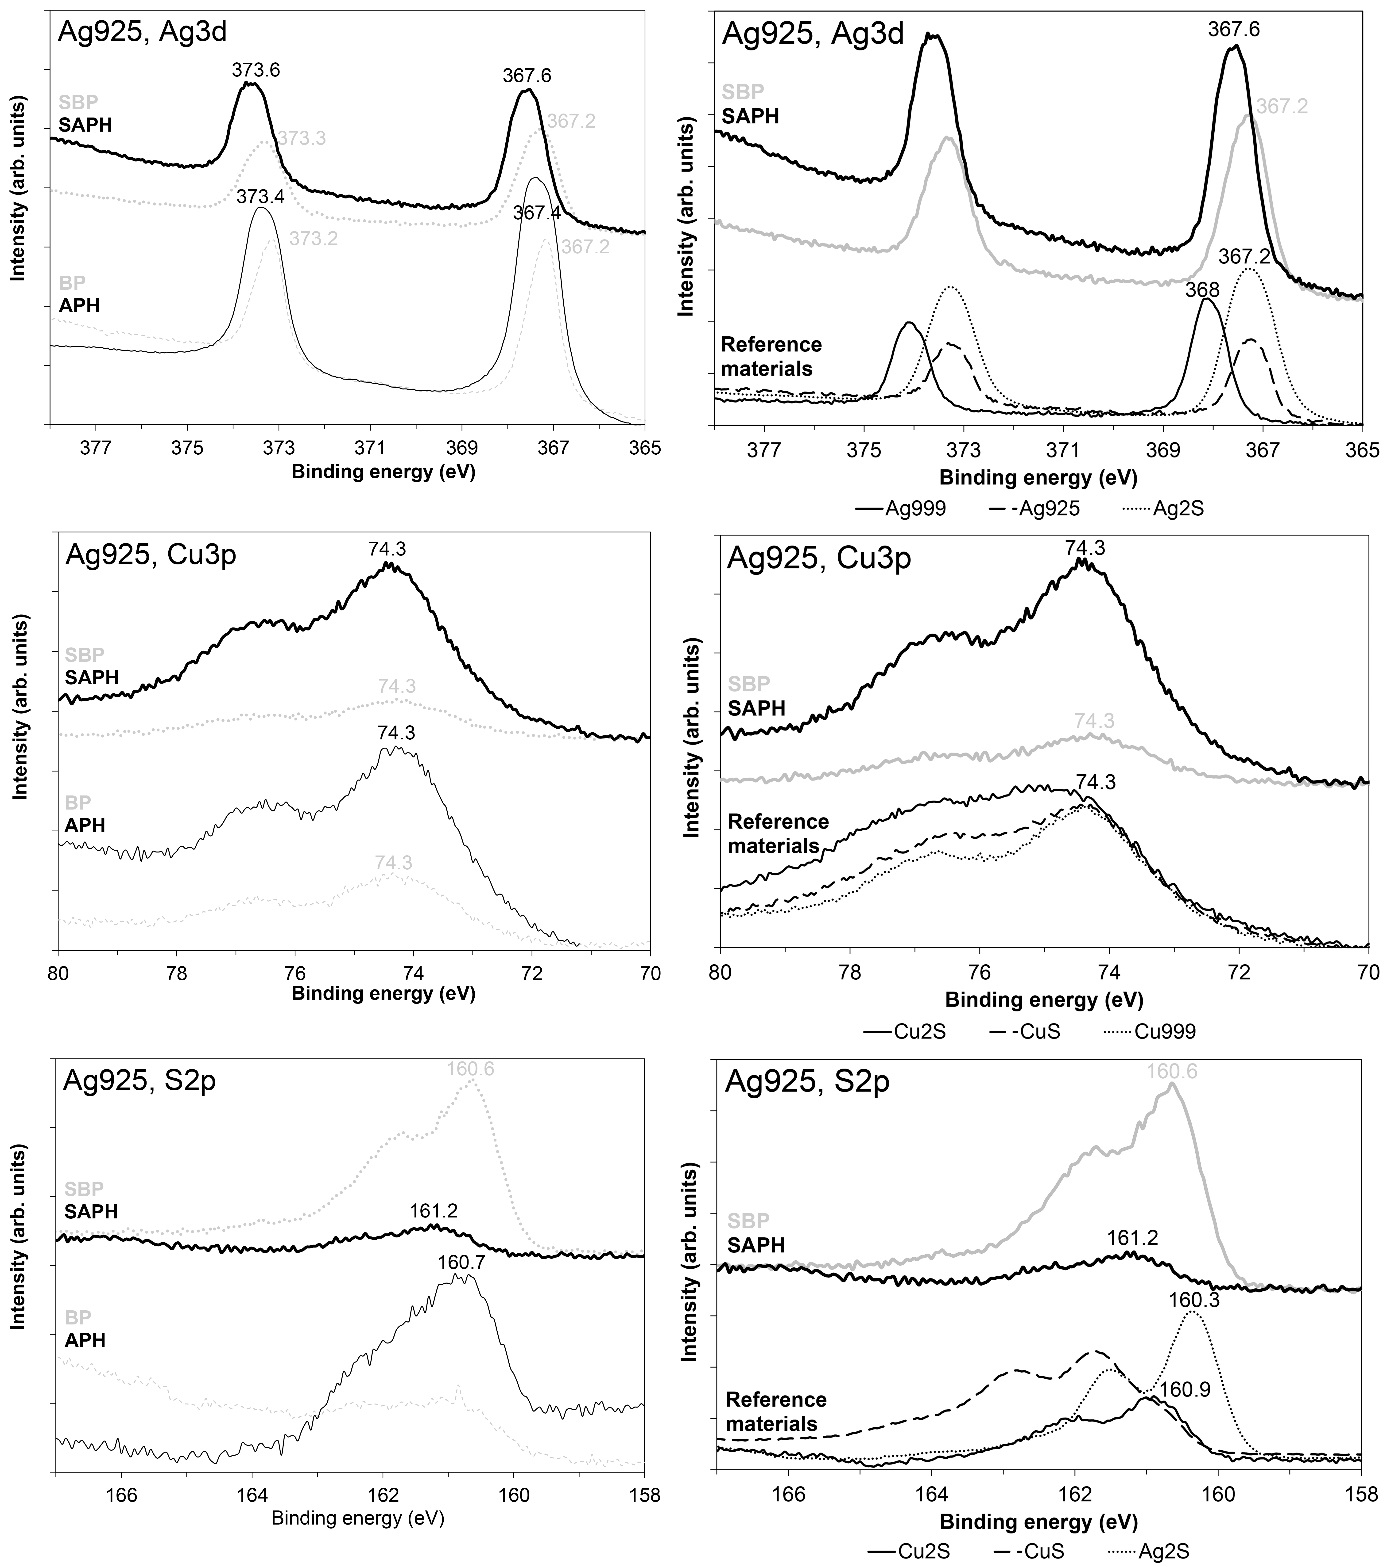 Ag925, Ag3d
373.6
367.6
SBP
SAPH
373.3
367.2
373.4
367.4
373.2
367.2
BP
APH
Intensity (arb. units)
377 375 373 371 369 367 365
Binding energy (eV)
Ag925, Ag3d
367.6
SBP
SAPH
367.2
367.2
368
Reference
materials
Intensity (arb. units)
377 375 373 371 369 367 365
Binding energy (eV)
Ag999 Ag925 Ag2S
Ag925, Cu3p
74.3
SBP
SAPH
74.3
74.3
BP
APH
74.3
Intensity (arb. units)
80 78 76 74 72 70
Binding energy (eV)
Ag925, Cu3p
74.3
SBP
SAPH
74.3
74.3
Reference
materials
Intensity (arb. units)
80 78 76 74 72 70
Binding energy (eV)
Cu2S CuS Cu999
Ag925, S2p
160.6
SBP
SAPH
161.2
160.7
BP
APH
Intensity (arb. units)
166 164 162 160 158
Binding energy (eV)
Ag925, S2p
160.6
SBP
SAPH
161.2
160.3
160.9
Reference
materials
Intensity (arb. units)
166 164 162 160 158
Binding energy (eV)
Cu2S CuS Ag2S